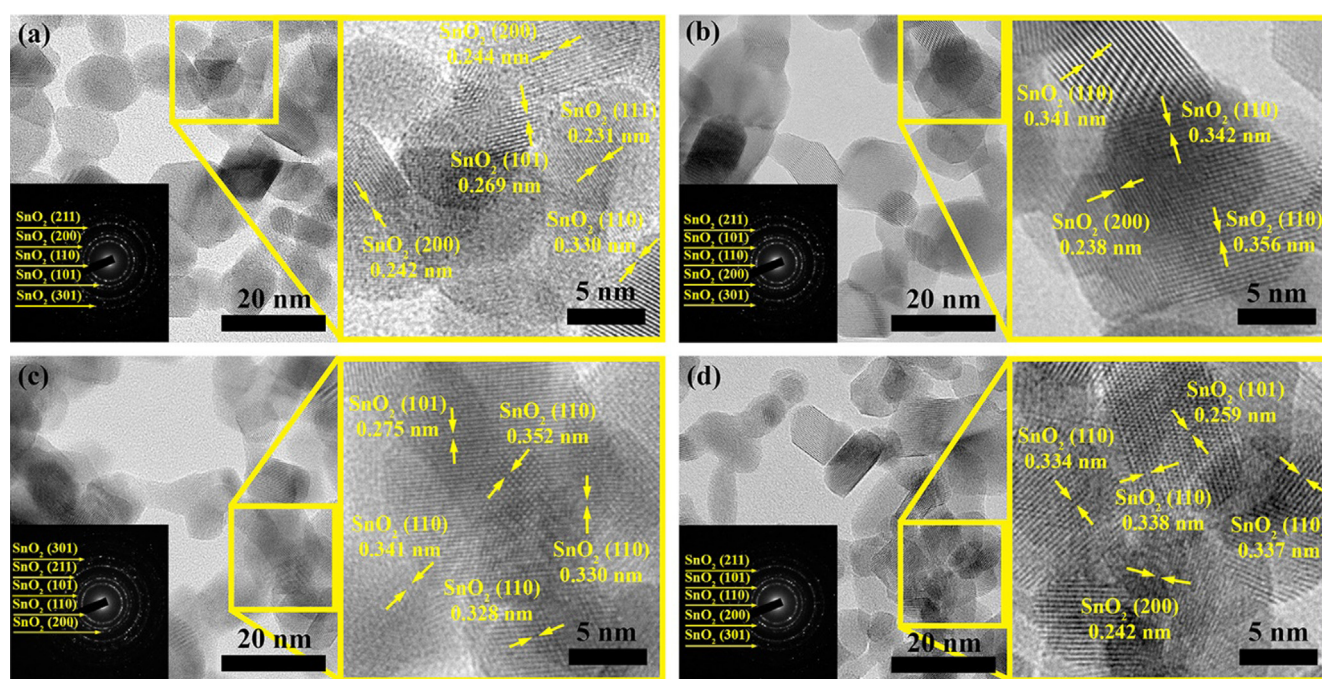 (a)
SnO2 (211)
SnO2 (200)
SnO2 (110)
SnO2 (101)
SnO2 (301)
20 nm
SnO2 (200)
0.244 nm
SnO2 (111)
0.231 nm
SnO2 (101)
0.269 nm
SnO2 (200)
0.242 nm
SnO2 (110)
0.330 nm
5 nm
(b)
SnO2 (211)
SnO2 (101)
SnO2 (110)
SnO2 (200)
SnO2 (301)
20 nm
SnO2 (110)
0.341 nm
SnO2 (110)
0.342 nm
SnO2 (200)
0.238 nm
SnO2 (110)
0.356 nm
5 nm
(c)
SnO2 (301)
SnO2 (211)
SnO2 (101)
SnO2 (110)
SnO2 (200)
20 nm
SnO2 (101)
0.275 nm
SnO2 (110)
0.352 nm
SnO2 (110)
0.341 nm
SnO2 (110)
0.330 nm
SnO2 (110)
0.328 nm
5 nm
(d)
SnO2 (211)
SnO2 (101)
SnO2 (110)
SnO2 (200)
SnO2 (301)
20 nm
SnO2 (101)
0.259 nm
SnO2 (110)
0.334 nm
SnO2 (110)
0.338 nm
SnO2 (110)
0.337 nm
SnO2 (200)
0.242 nm
5 nm